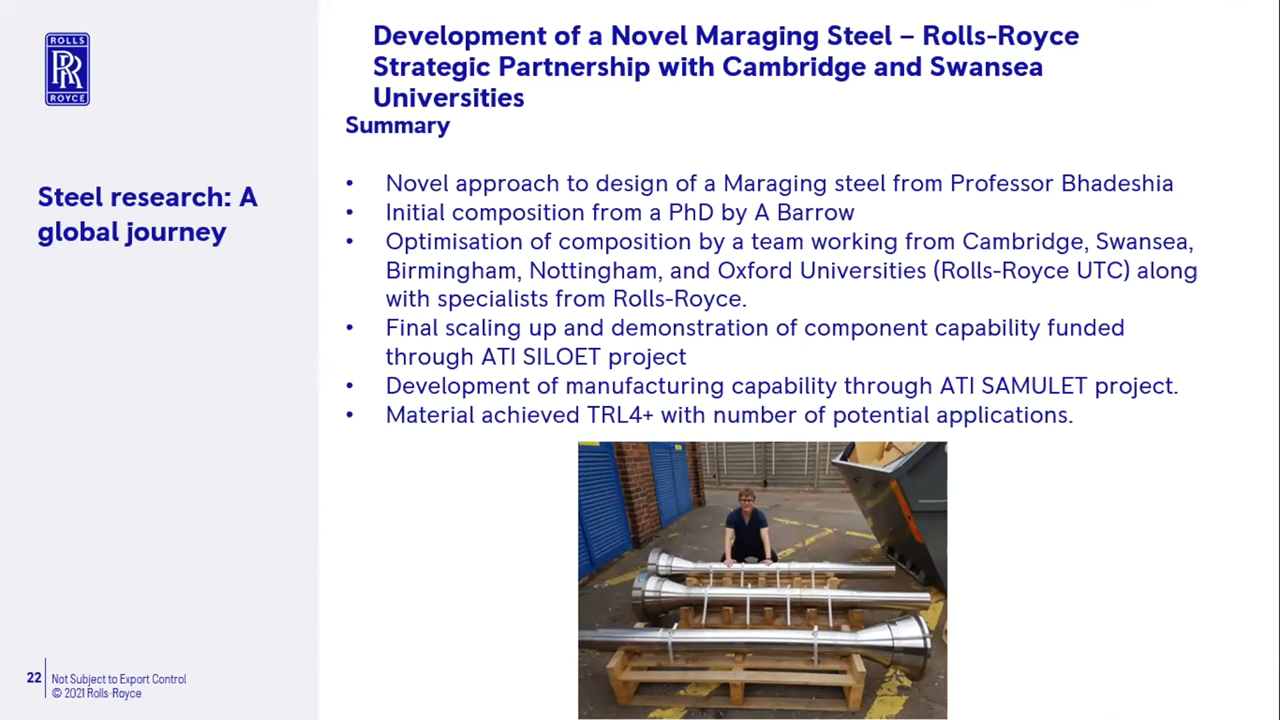 ROLLS
RR
ROYCE
Steel research: A
global journey
Development of a Novel Maraging Steel – Rolls-Royce
Strategic Partnership with Cambridge and Swansea
Universities
Summary
• Novel approach to design of a Maraging steel from Professor Bhadeshia
• Initial composition from a PhD by A Barrow
• Optimisation of composition by a team working from Cambridge, Swansea,
Birmingham, Nottingham, and Oxford Universities (Rolls-Royce UTC) along
with specialists from Rolls-Royce.
• Final scaling up and demonstration of component capability funded
through ATI SILOET project
• Development of manufacturing capability through ATI SAMULET project.
• Material achieved TRL4+ with number of potential applications.
22
Not Subject to Export Control
© 2021 Rolls-Royce